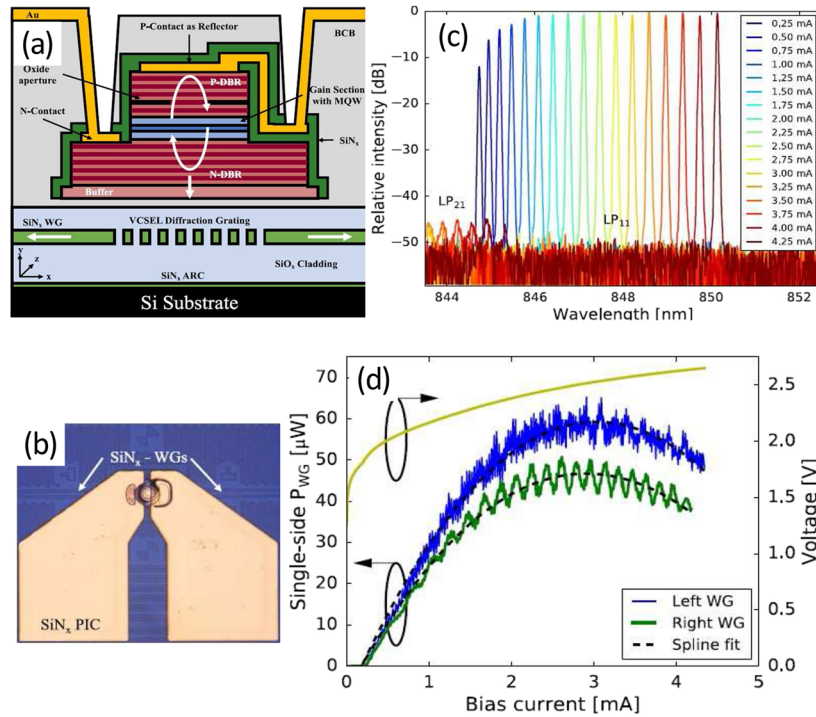 (a)
Au
P-Contact as Reflector
BCB
Oxide
aperture
P-DBR
Gain Section
with MQW
N-Contact
SiNₓ
N-DBR
Buffer
SiNₓ WG
VCSEL Diffraction Grating
Y
Z
x
SiNₓ ARC
SiOₓ Cladding
Si Substrate
(b)
SiNₓ - WGs
SiNₓ PIC
(c)
Relative intensity [dB]
0
−10
−20
−30
−40
−50
LP₂₁
LP₁₁
844
846
848
850
852
Wavelength [nm]
0.25 mA
0.50 mA
0.75 mA
1.00 mA
1.25 mA
1.50 mA
1.75 mA
2.00 mA
2.25 mA
2.50 mA
2.75 mA
3.00 mA
3.25 mA
3.50 mA
3.75 mA
4.00 mA
4.25 mA
(d)
Single-side P_WG [μW]
70
60
50
40
30
20
10
0
Voltage [V]
2.5
2.0
1.5
1.0
0.5
0.0
0
1
2
3
4
5
Bias current [mA]
Left WG
Right WG
Spline fit